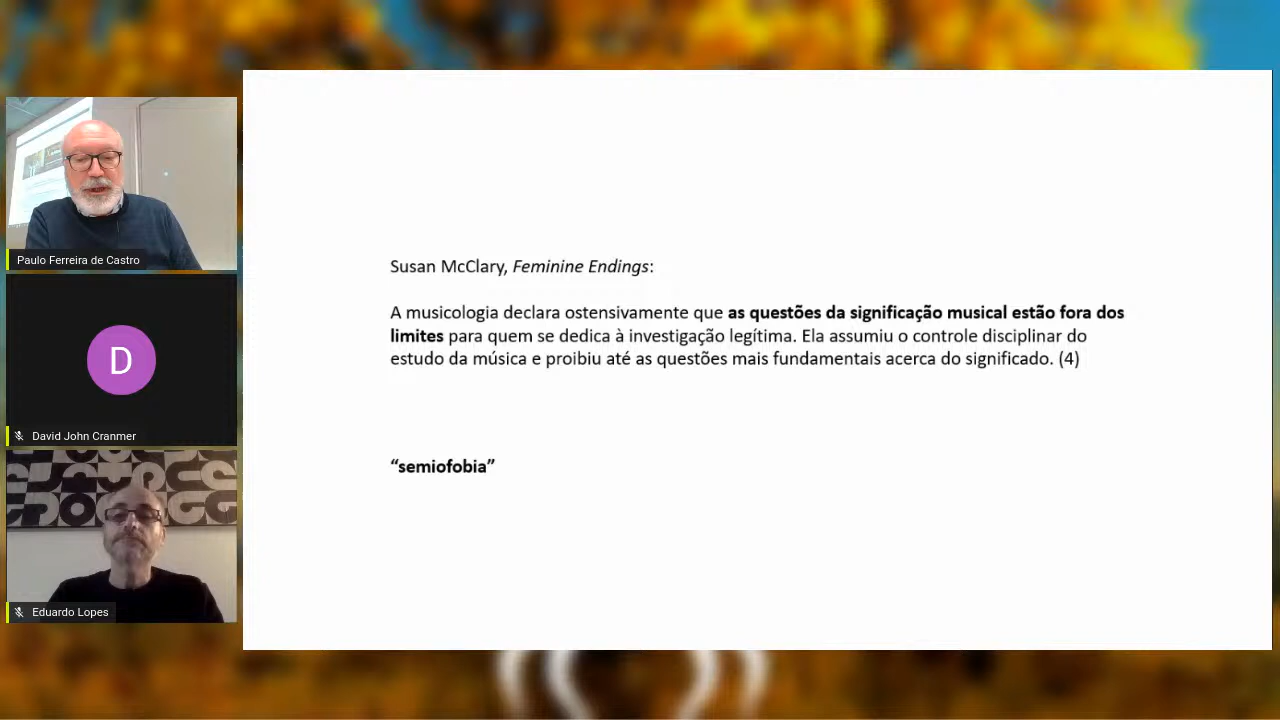 Paulo Ferreira de Castro
D
David John Cranmer
Eduardo Lopes
Susan McClary, Feminine Endings:
A musicologia declara ostensivamente que as questões da significação musical estão fora dos
limites para quem se dedica à investigação legítima. Ela assumiu o controle disciplinar do
estudo da música e proibiu até as questões mais fundamentais acerca do significado. (4)
“semiofobia”